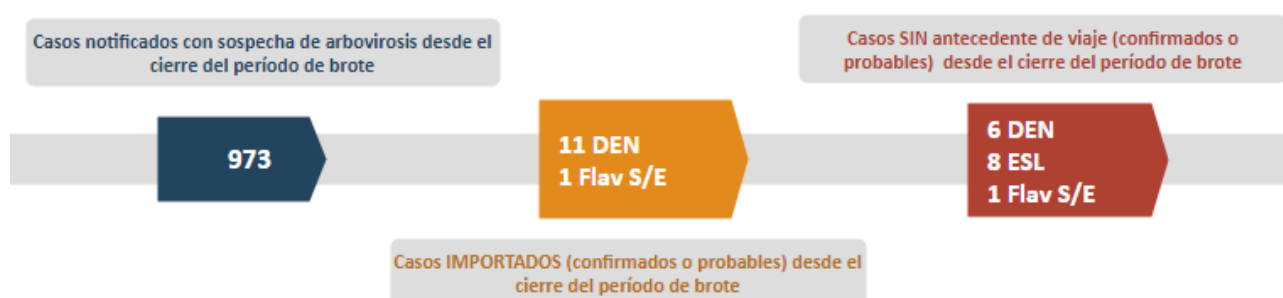 Casos notificados con sospecha de arbovirosis desde el
cierre del período de brote
Casos SIN antecedente de viaje (confirmados o
probables) desde el cierre del período de brote
973
11 DEN
1 Flav S/E
6 DEN
8 ESL
1 Flav S/E
Casos IMPORTADOS (confirmados o probables) desde el
cierre del período de brote